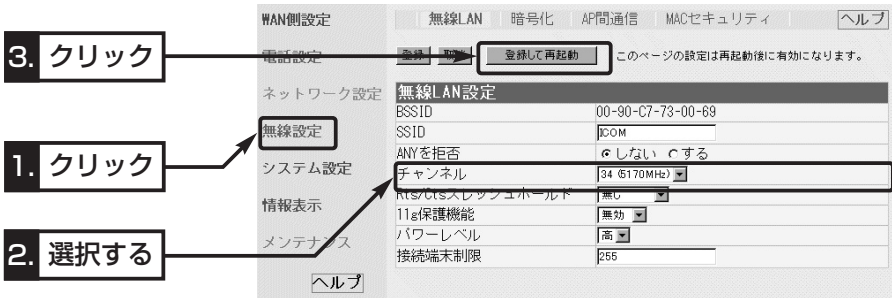 WAN側設定
無線LAN 暗号化 AP間通信 MACセキュリティ ヘルプ
3. クリック
電話設定
登録 取消 登録して再起動 このページの設定は再起動後に有効になります。
ネットワーク設定
無線LAN設定
BSSID 00-90-C7-73-00-69
無線設定
SSID ICOM
1. クリック
ANYを拒否 しない する
システム設定
チャンネル 34 (5170MHz)
Rts/Ctsスレッシュホールド 無し
情報表示
11g保護機能 無効
2. 選択する
メンテナンス
パワーレベル 高
接続端末制限 255
ヘルプ